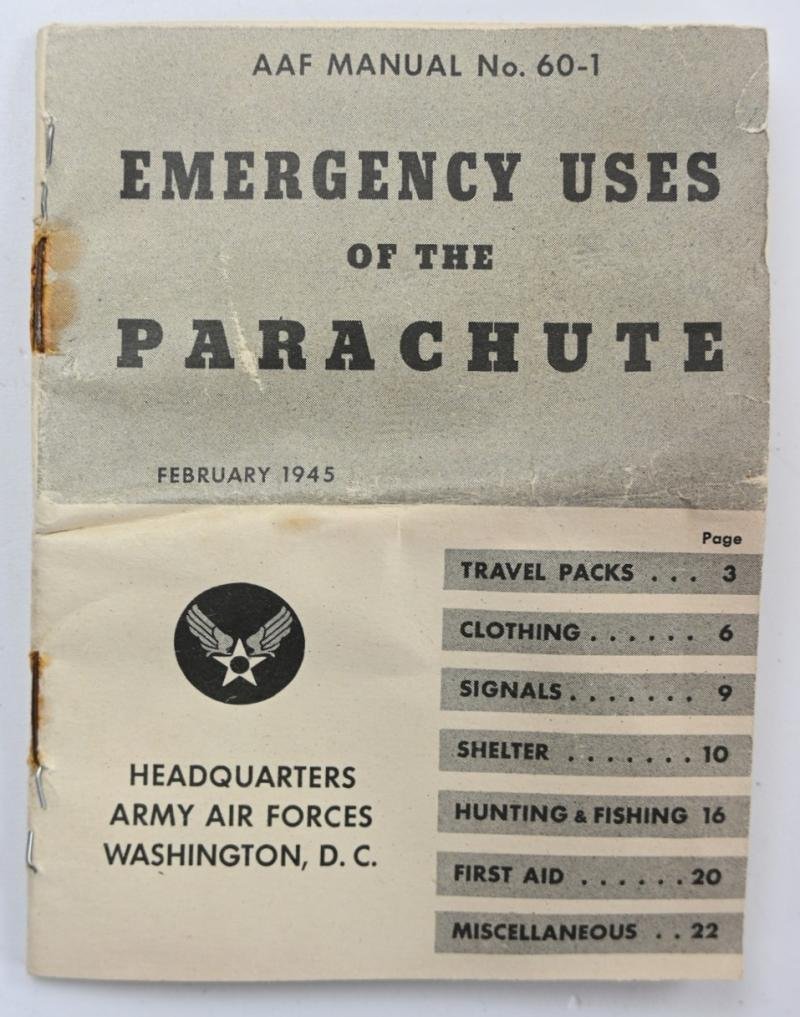 AAF MANUAL No. 60-1
EMERGENCY USES
OF THE
PARACHUTE
FEBRUARY 1945
Page
TRAVEL PACKS . . . 3
CLOTHING . . . . . . 6
SIGNALS . . . . . . . 9
SHELTER . . . . . . . 10
HUNTING & FISHING 16
FIRST AID . . . . . . 20
MISCELLANEOUS . . 22
HEADQUARTERS
ARMY AIR FORCES
WASHINGTON, D. C.